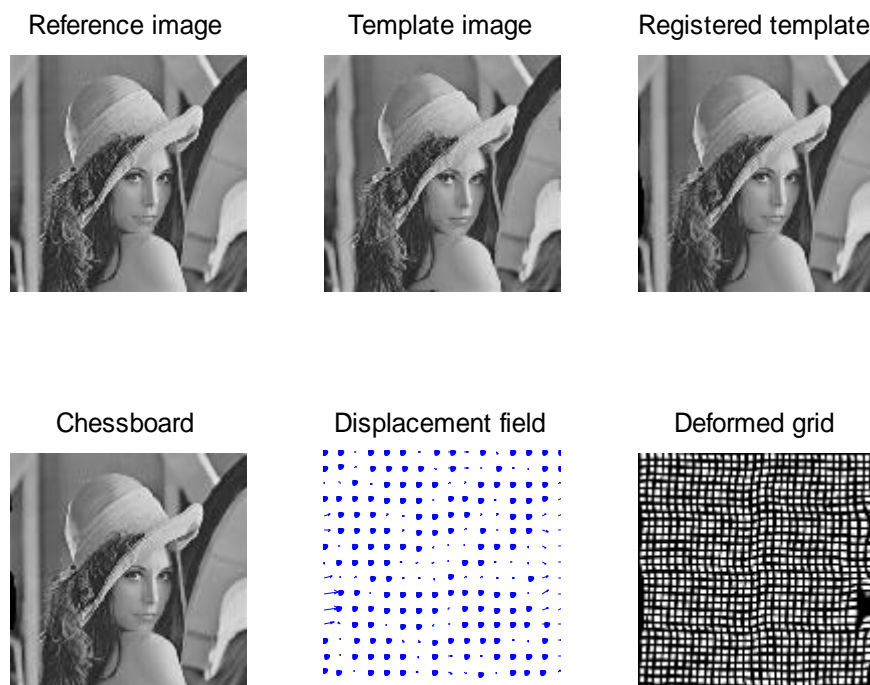 Reference image
Template image
Registered template
Chessboard
Displacement field
Deformed grid